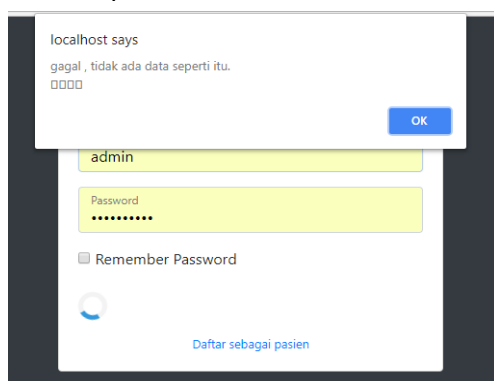 localhost says
gagal , tidak ada data seperti itu.
▯▯▯▯
OK
admin
Password
••••••••••
Remember Password
Daftar sebagai pasien